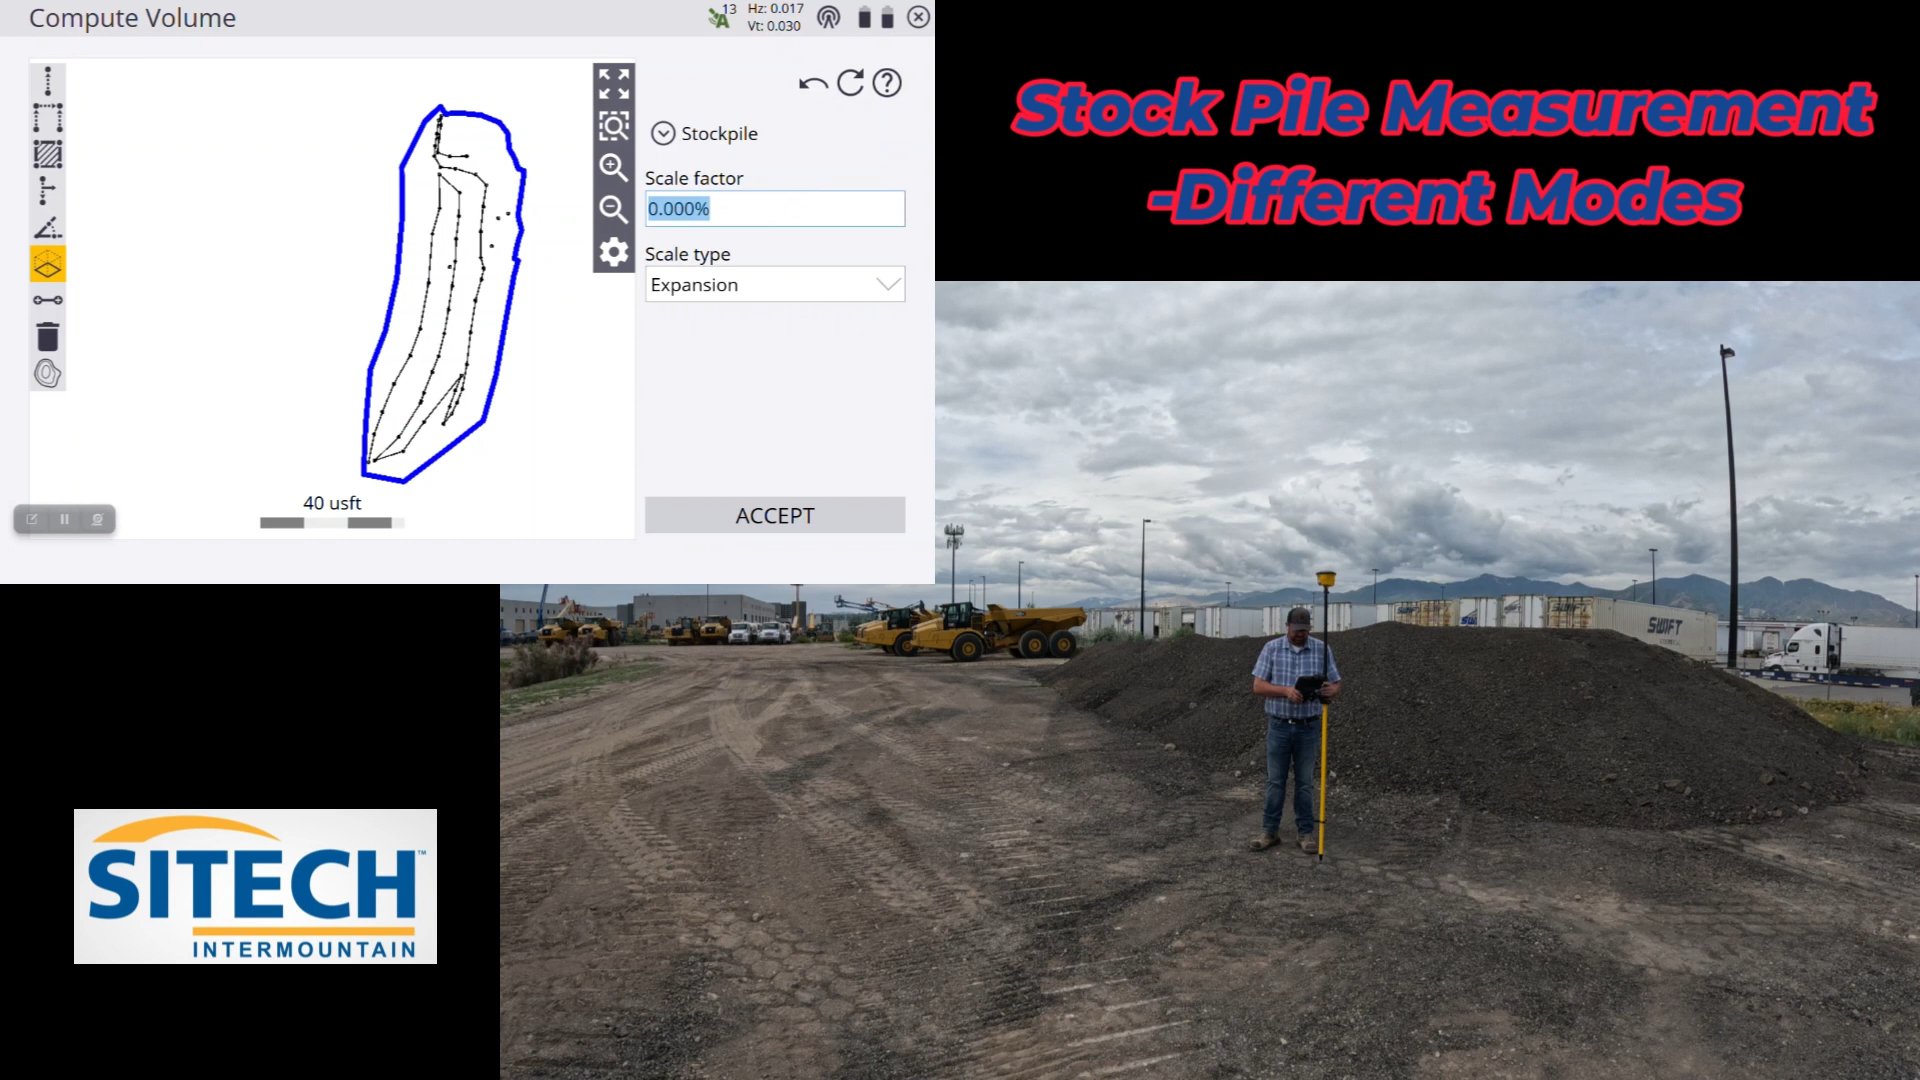 Compute Volume
13
Hz: 0.017
Vt: 0.030
Stockpile
Scale factor
0.000%
Scale type
Expansion
40 usft
ACCEPT
Stock Pile Measurement
-Different Modes
SWIFT
SITECH™
INTERMOUNTAIN